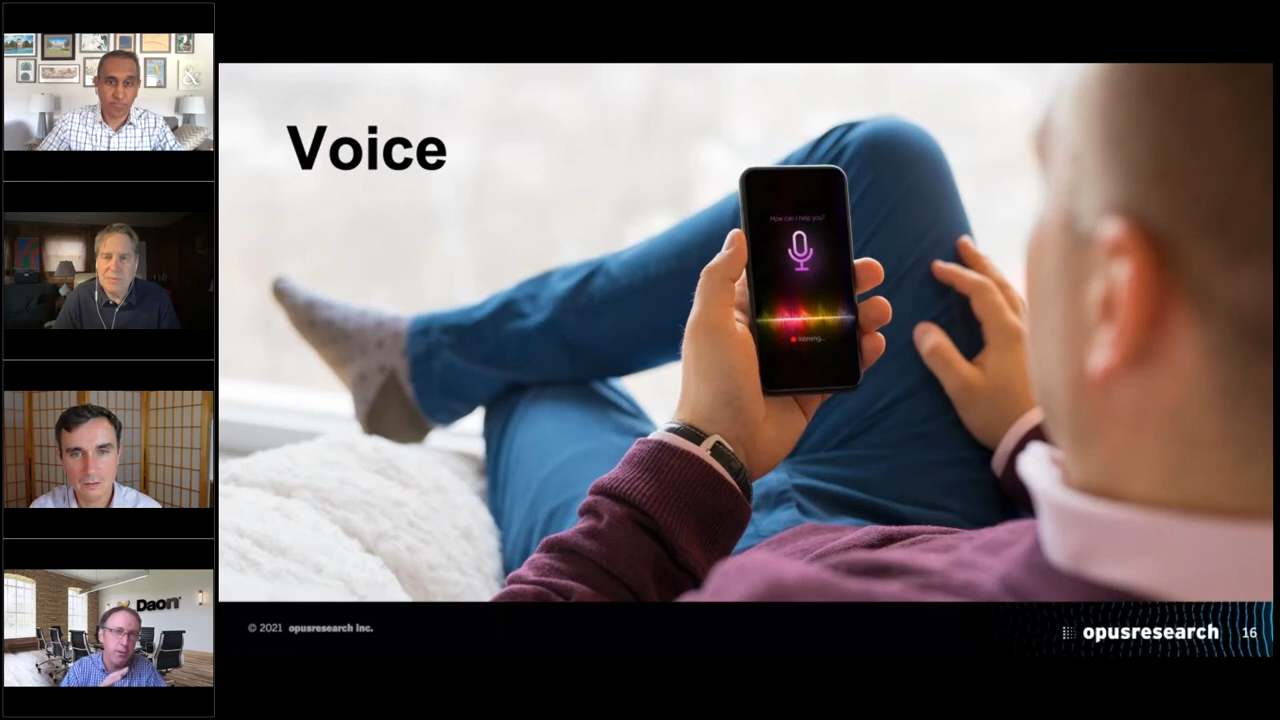 &
Daon
Voice
How can I help you?
listening...
© 2021 opusresearch Inc.
opusresearch
16